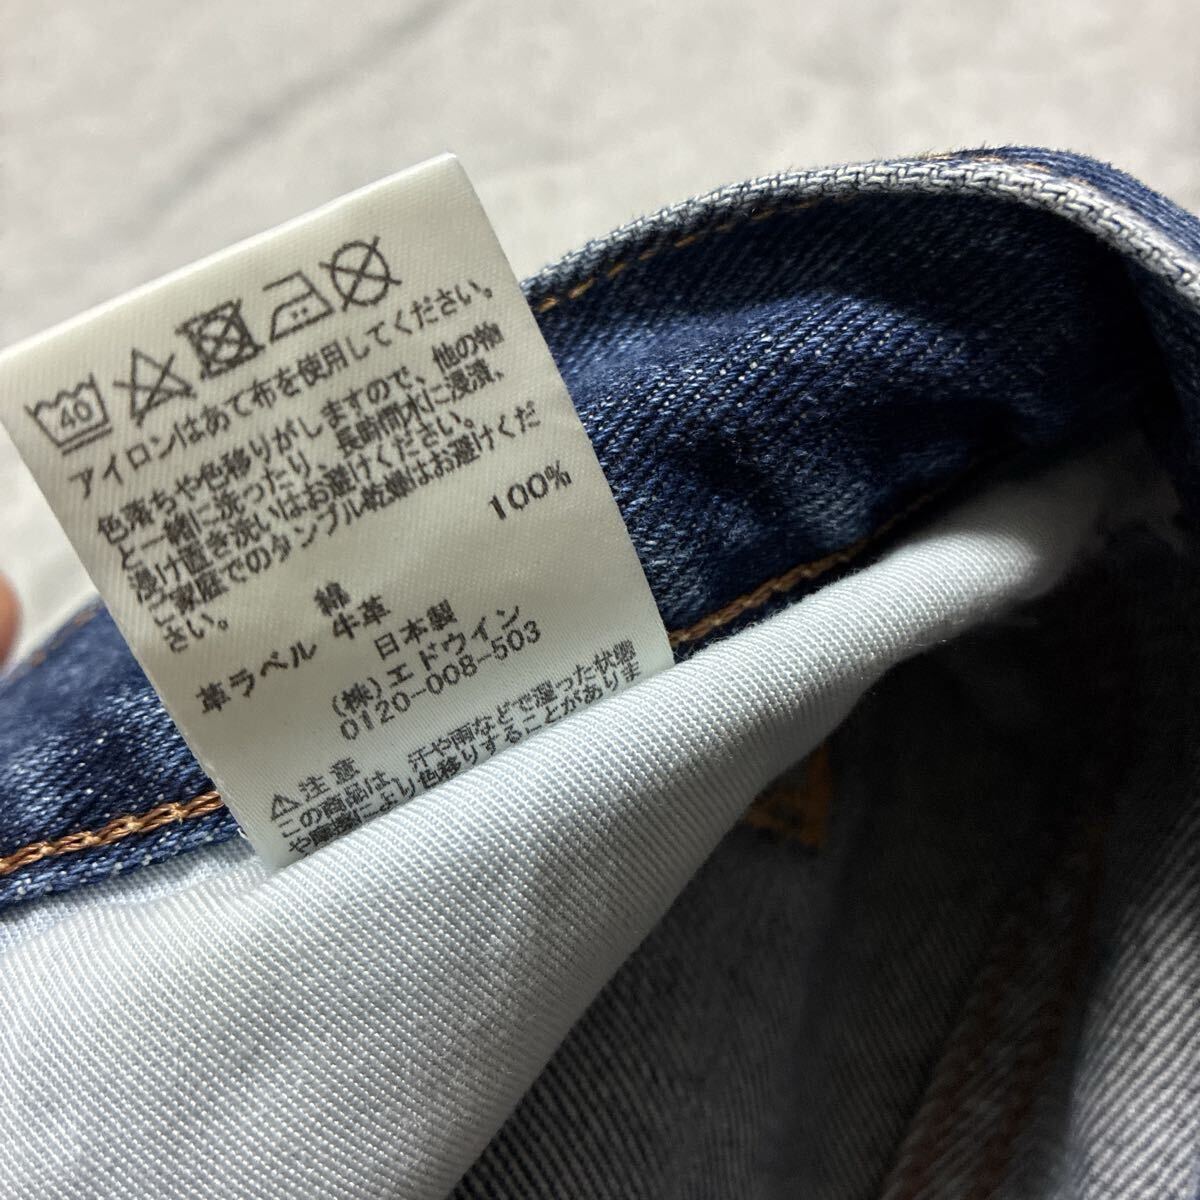 40
アイロンはあて布を使用してください。
色落ちや色移りがしますので、他の物
と一緒に洗ったり、長時間水に浸漬、
浸け置き洗いはお避けください。
ご家庭でのタンブル乾燥はお避けくだ
さい。
綿 100%
革ラベル 牛革
日本製
(株)エドウイン
0120-008-503
⚠注意 汗や雨などで湿った状態
この商品は、
や摩擦により色移りすることがありま